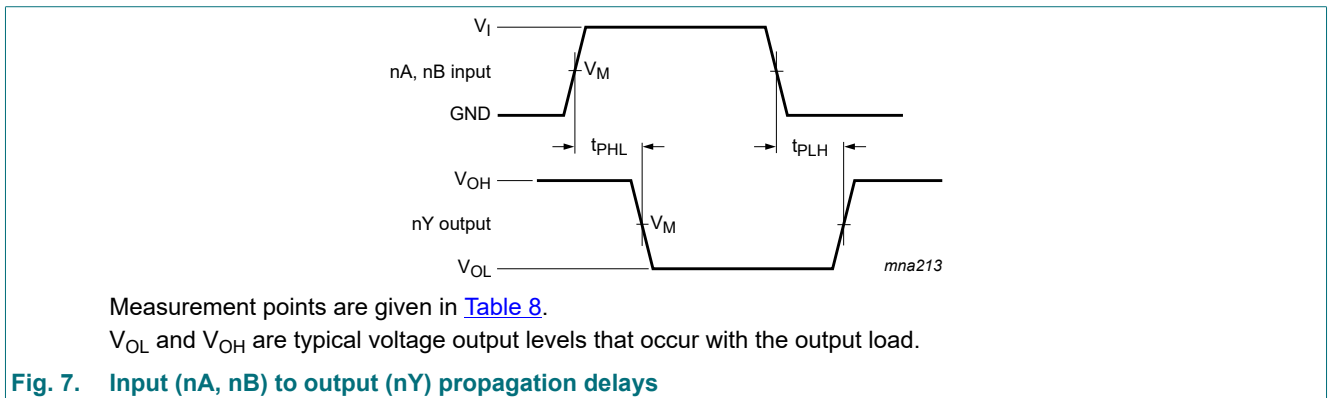 V_I
nA, nB input
V_M
GND
t_PHL
t_PLH
V_OH
nY output
V_M
V_OL
mna213
Measurement points are given in Table 8.
V_OL and V_OH are typical voltage output levels that occur with the output load.
Fig. 7. Input (nA, nB) to output (nY) propagation delays